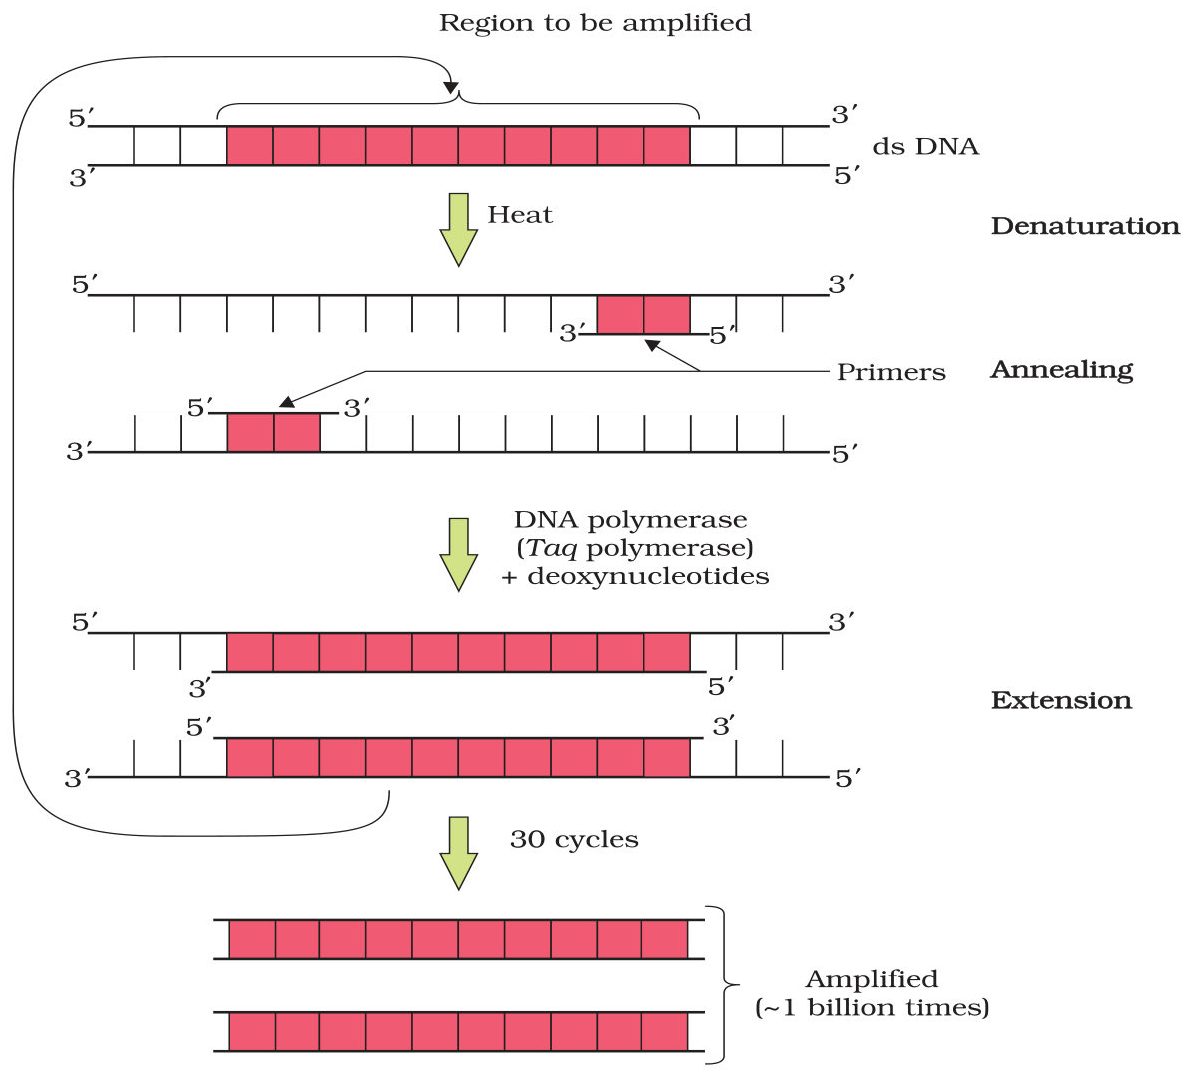 Region to be amplified
5′ 3′
ds DNA
3′ 5′
Heat
Denaturation
5′ 3′
3′ 5′
Primers
Annealing
5′ 3′
3′ 5′
DNA polymerase
(Taq polymerase)
+ deoxynucleotides
5′ 3′
3′ 5′
Extension
5′ 3′
3′ 5′
30 cycles
Amplified
(~1 billion times)